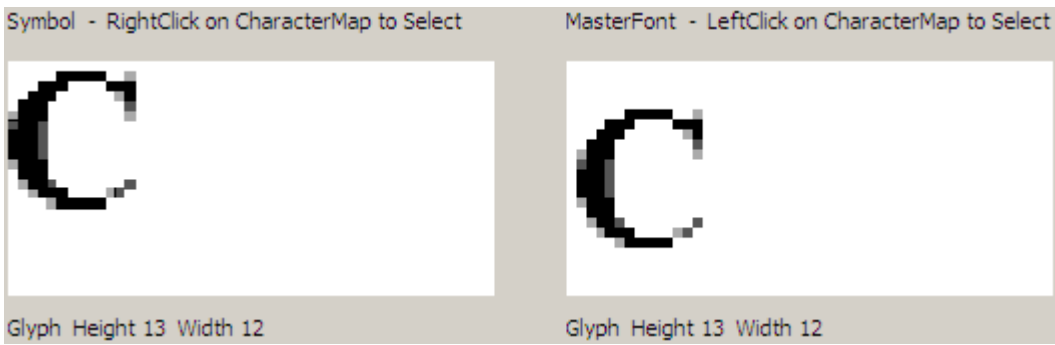 Symbol - RightClick on CharacterMap to Select
MasterFont - LeftClick on CharacterMap to Select
C
C
Glyph Height 13 Width 12
Glyph Height 13 Width 12